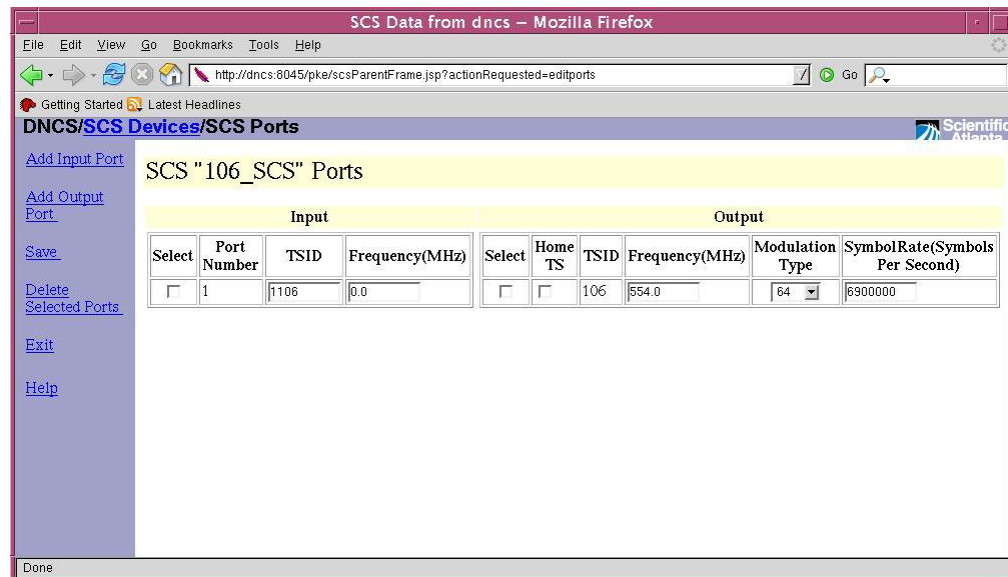 SCS Data from dncs – Mozilla Firefox
File Edit View Go Bookmarks Tools Help
http://dncs:8045/pke/scsParentFrame.jsp?actionRequested=editports
Go
Getting Started Latest Headlines
DNCS/SCS Devices/SCS Ports
Scientific
Atlanta
Add Input Port
Add Output
Port
Save
Delete
Selected Ports
Exit
Help
SCS "106_SCS" Ports
Input Output
Select Port Number TSID Frequency(MHz) Select Home TS TSID Frequency(MHz) Modulation Type SymbolRate(Symbols Per Second)
1 1106 0.0 106 554.0 64 6900000
Done